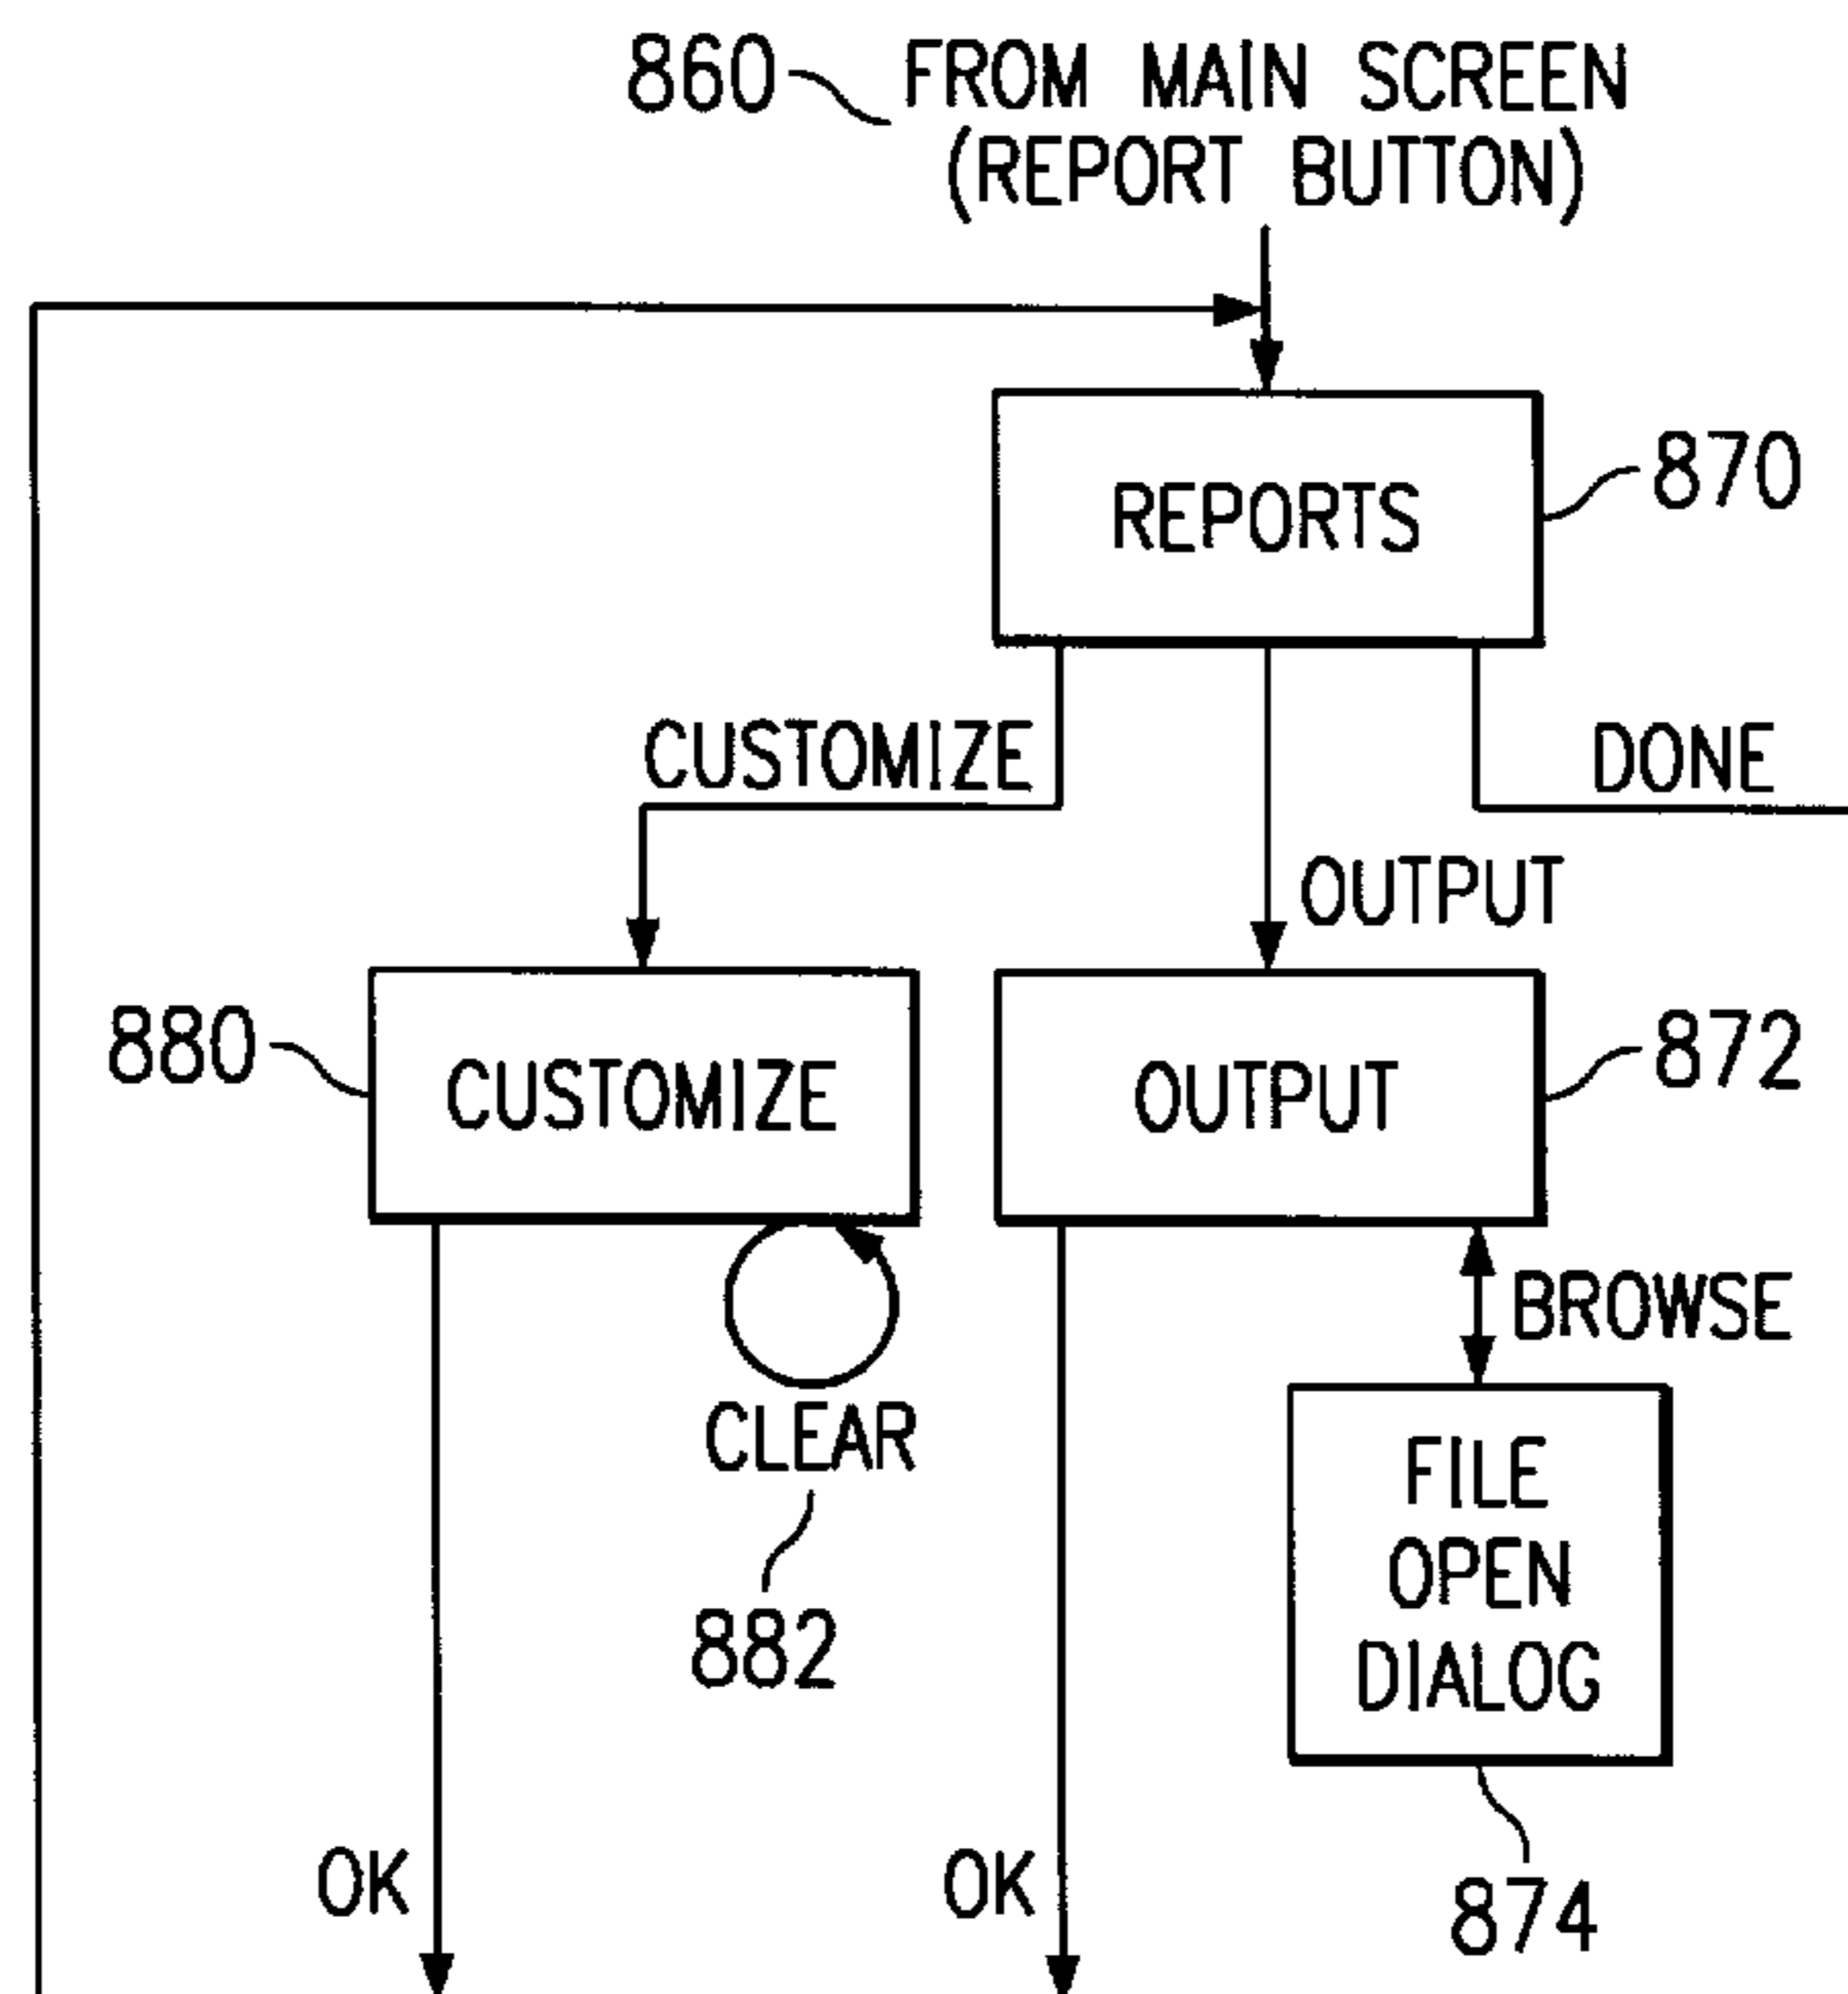 860 FROM MAIN SCREEN
(REPORT BUTTON)
REPORTS
870
CUSTOMIZE
DONE
OUTPUT
880
CUSTOMIZE
OUTPUT
872
BROWSE
CLEAR
882
FILE
OPEN
DIALOG
OK
OK
874